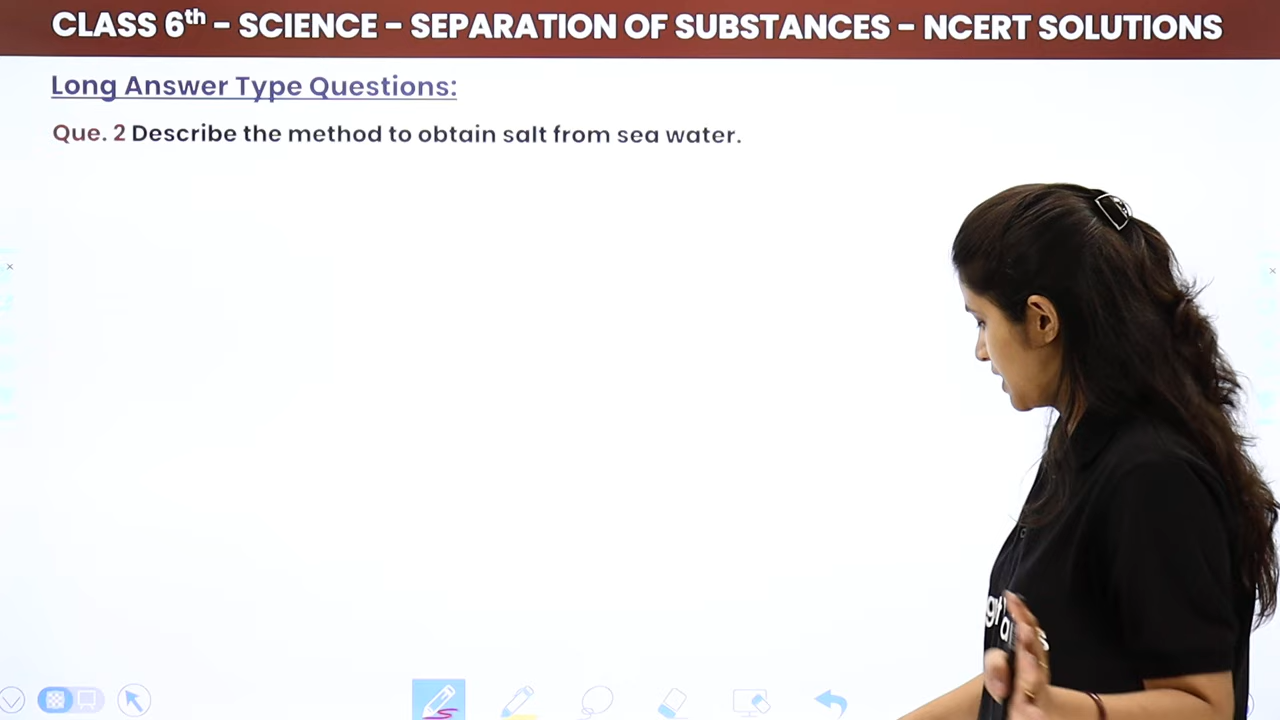 CLASS 6th – SCIENCE – SEPARATION OF SUBSTANCES – NCERT SOLUTIONS
Long Answer Type Questions:
Que. 2 Describe the method to obtain salt from sea water.